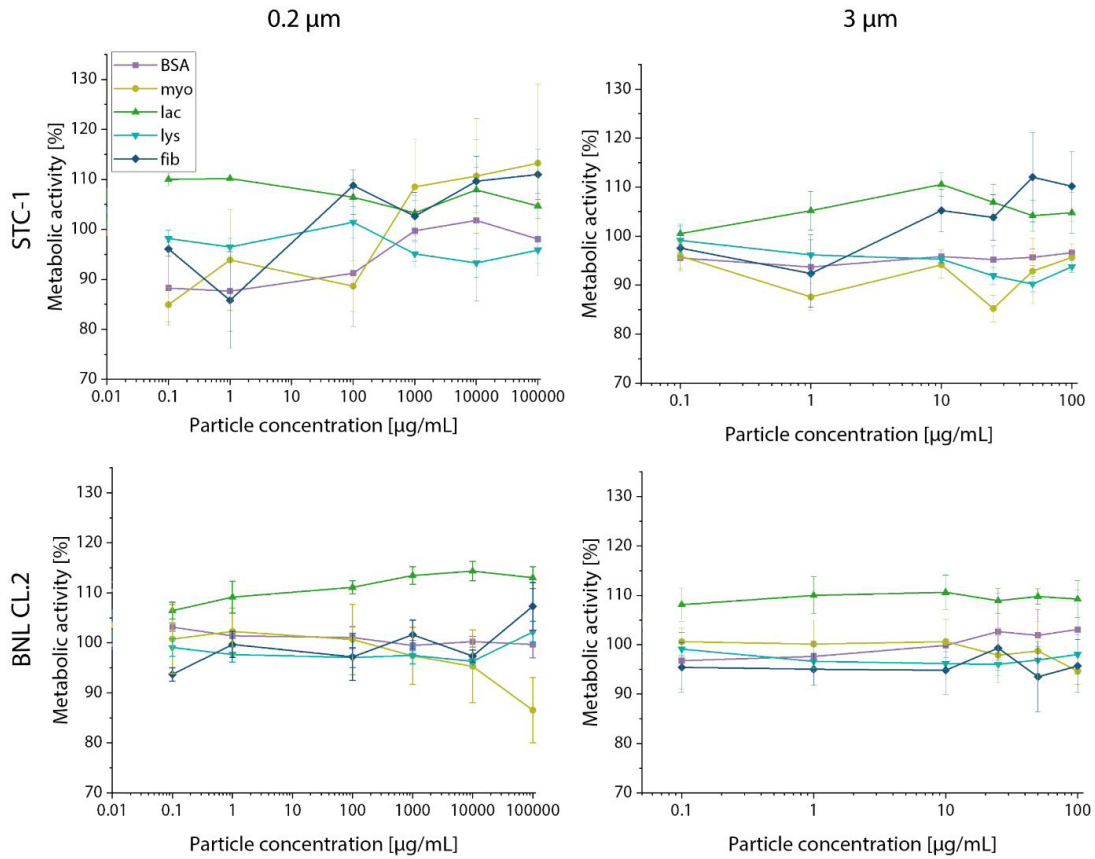 0.2 µm
3 µm
STC-1
BNL CL.2
Metabolic activity [%]
130
120
110
100
90
80
70
BSA
myo
lac
lys
fib
0.01 0.1 1 10 100 1000 10000 100000
Particle concentration [µg/mL]
Metabolic activity [%]
130
120
110
100
90
80
70
0.1 1 10 100
Particle concentration [µg/mL]
Metabolic activity [%]
130
120
110
100
90
80
70
0.01 0.1 1 100 1000 10000 100000
Particle concentration [µg/mL]
Metabolic activity [%]
130
120
110
100
90
80
70
0.1 1 10 100
Particle concentration [µg/mL]